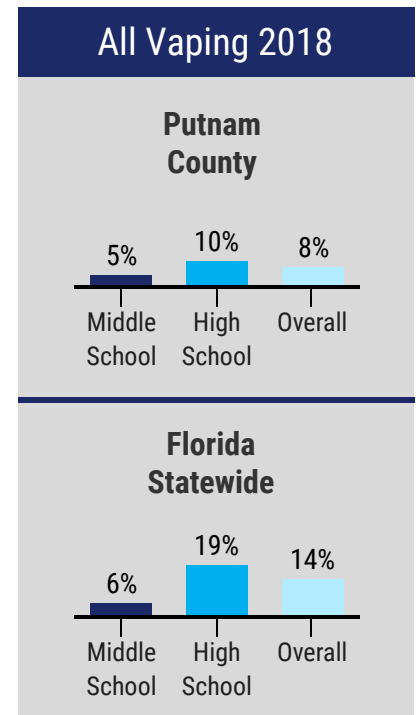 All Vaping 2018
Putnam
County
5%
10%
8%
Middle
School
High
School
Overall
Florida
Statewide
6%
19%
14%
Middle
School
High
School
Overall